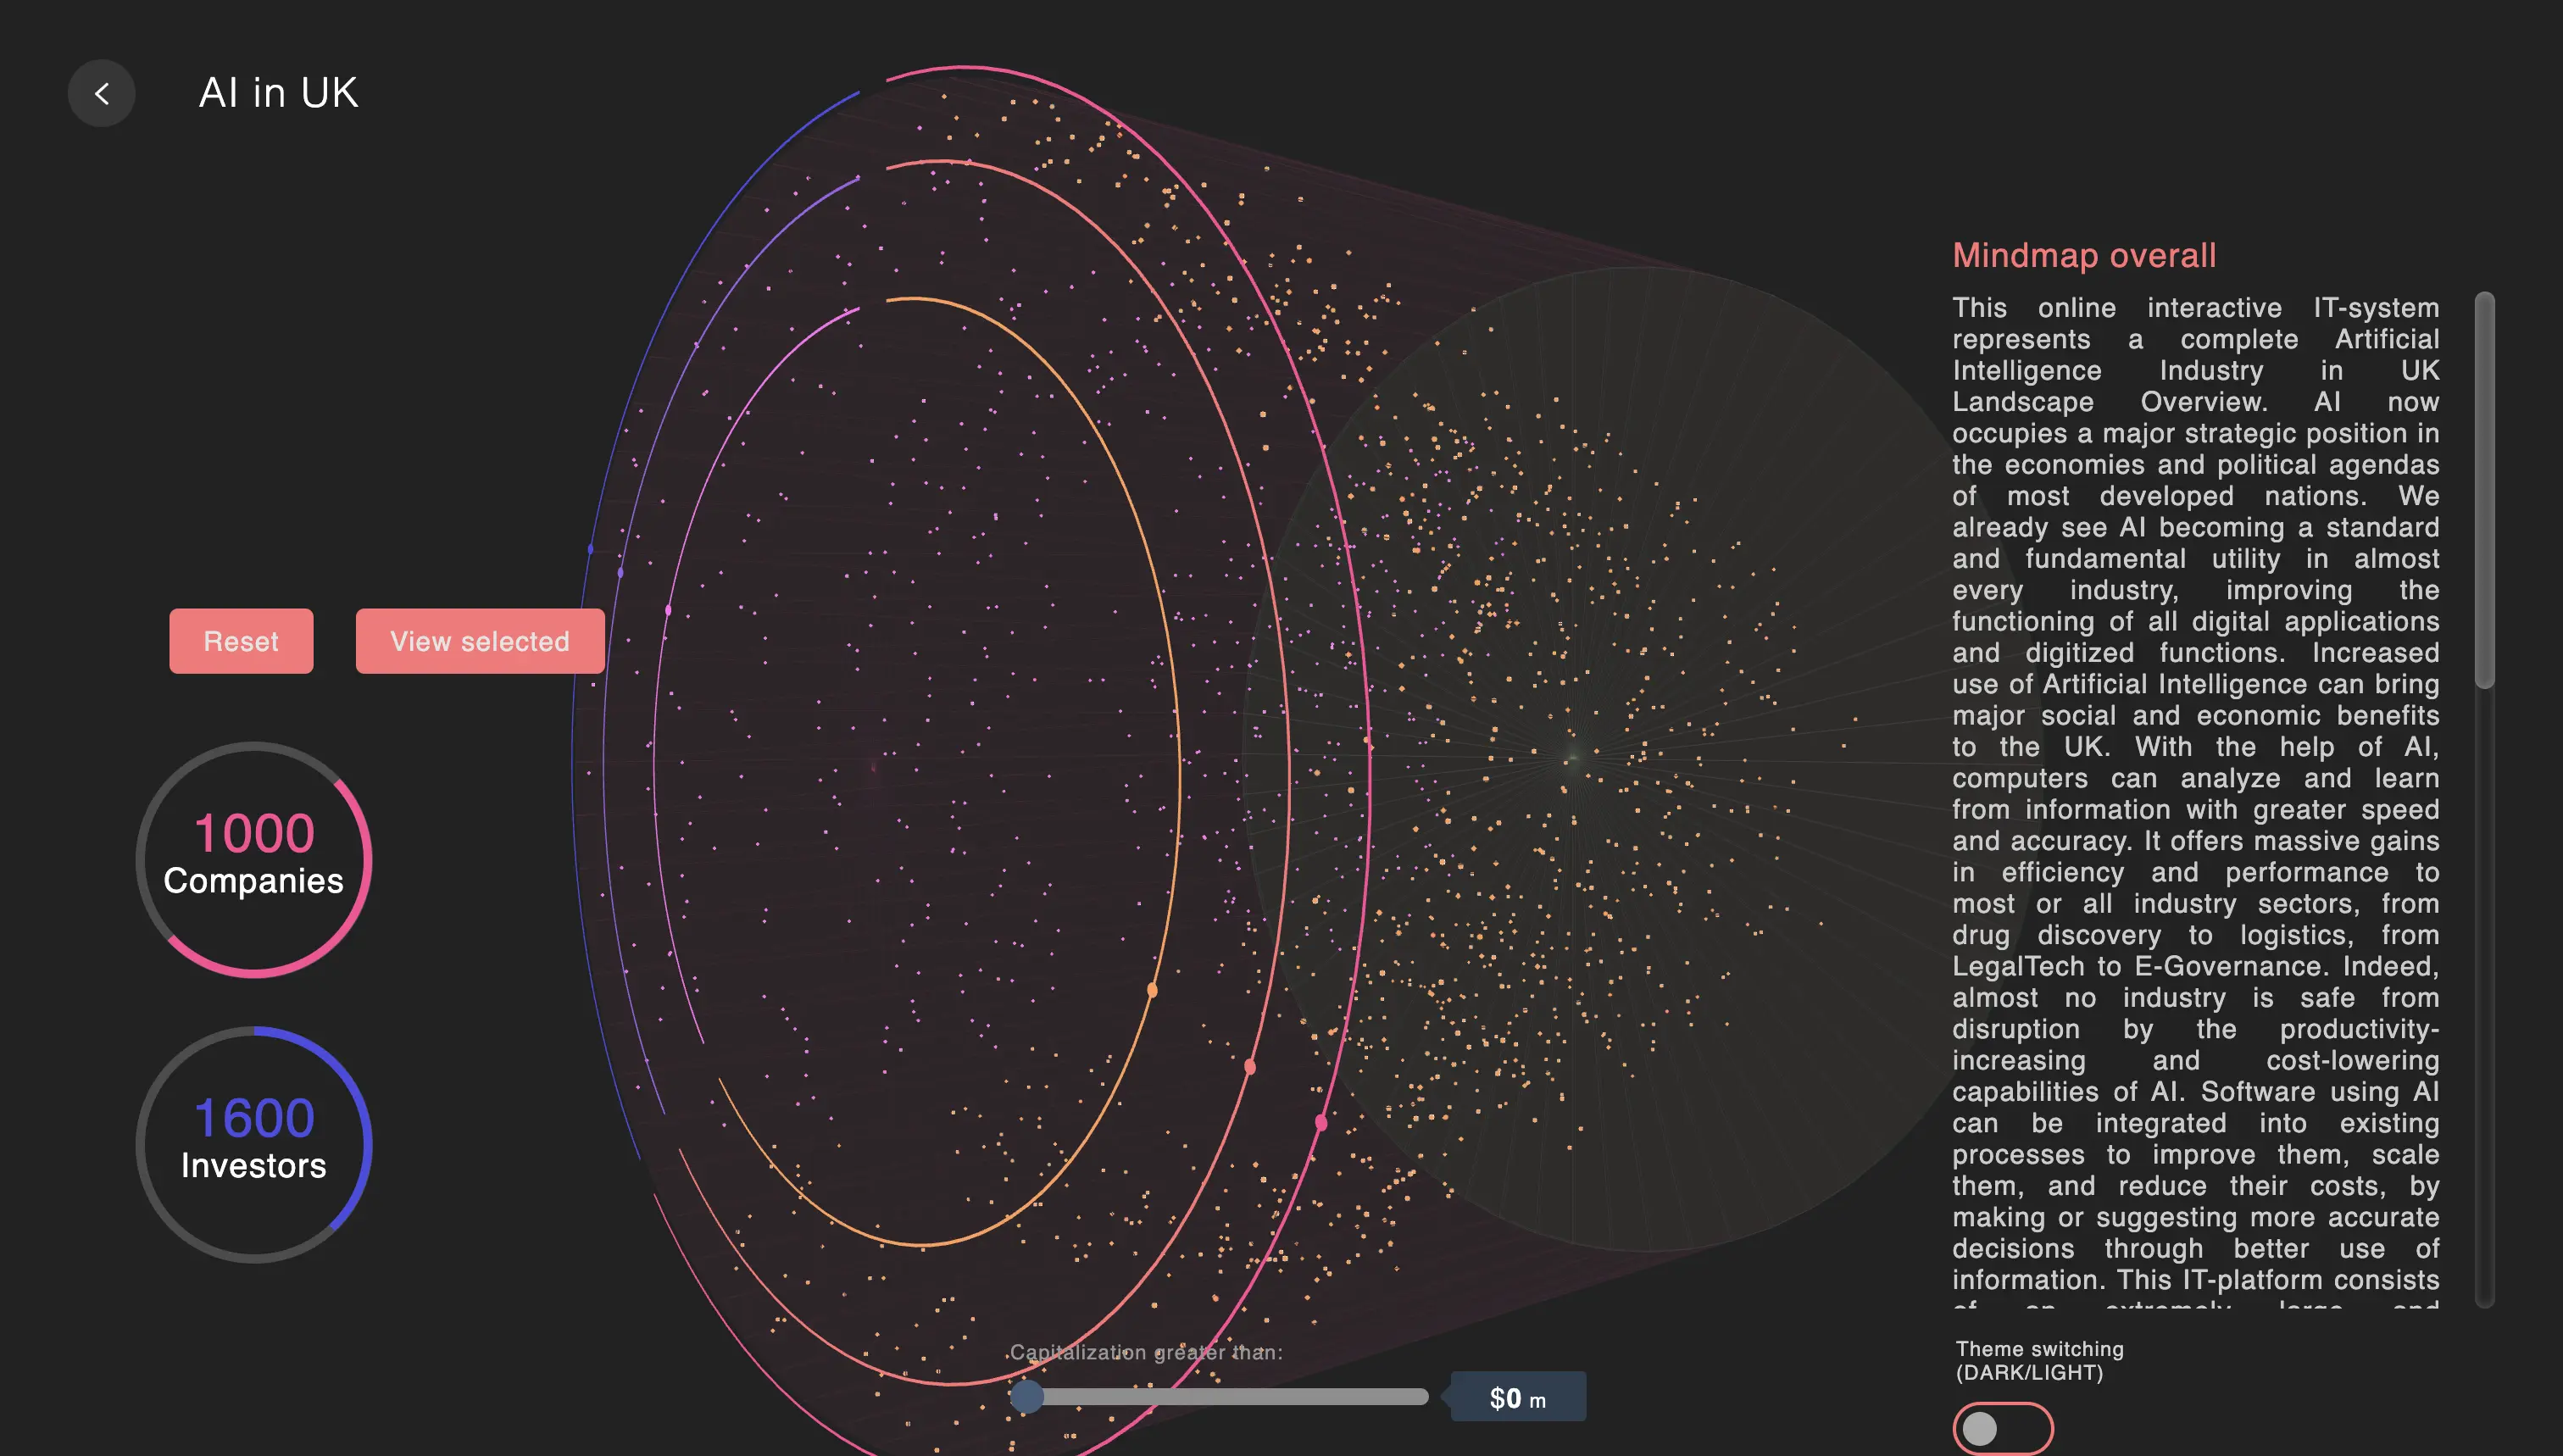 AI in UK
Mindmap overall
This online interactive IT-system
represents a complete Artificial
Intelligence Industry in UK
Landscape Overview. AI now
occupies a major strategic position in
the economies and political agendas
of most developed nations. We
already see AI becoming a standard
and fundamental utility in almost
every industry, improving the
functioning of all digital applications
and digitized functions. Increased
use of Artificial Intelligence can bring
major social and economic benefits
to the UK. With the help of AI,
computers can analyze and learn
from information with greater speed
and accuracy. It offers massive gains
in efficiency and performance to
most or all industry sectors, from
drug discovery to logistics, from
LegalTech to E-Governance. Indeed,
almost no industry is safe from
disruption by the productivity-
increasing and cost-lowering
capabilities of AI. Software using AI
can be integrated into existing
processes to improve them, scale
them, and reduce their costs, by
making or suggesting more accurate
decisions through better use of
information. This IT-platform consists
of an extremely large and
Reset
View selected
1000
Companies
1600
Investors
Capitalization greater than:
$0 m
Theme switching
(DARK/LIGHT)